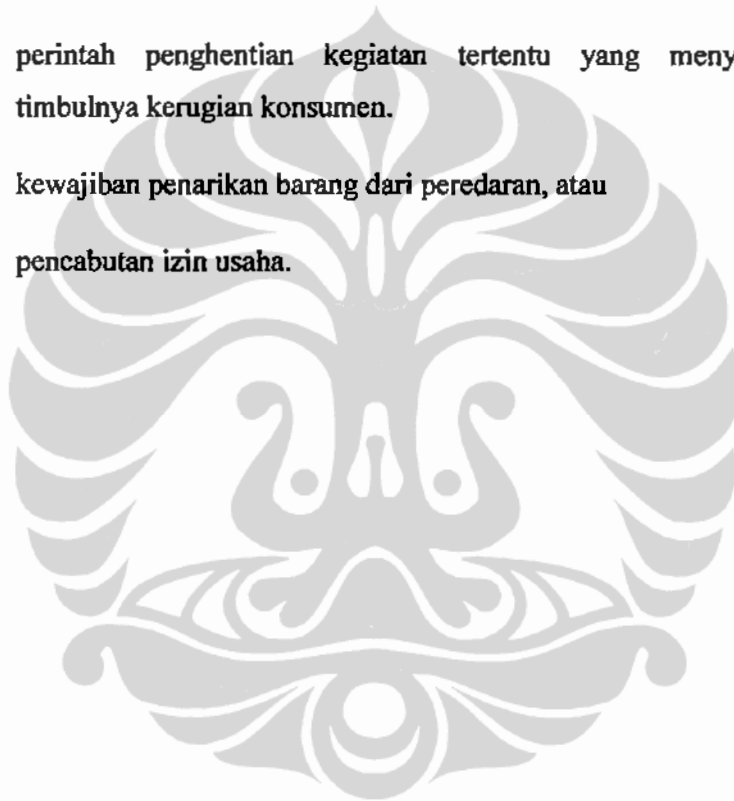 perintah penghentian kegiatan tertentu yang meny
timbulnya kerugian konsumen.
kewajiban penarikan barang dari peredaran, atau
pencabutan izin usaha.